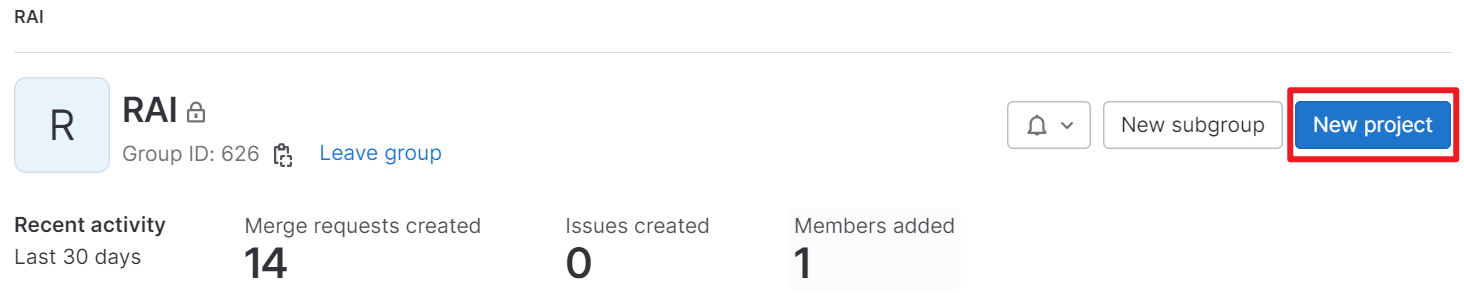 RAI
R
RAI
Group ID: 626 Leave group
New subgroup
New project
Recent activity
Last 30 days
Merge requests created
14
Issues created
0
Members added
1